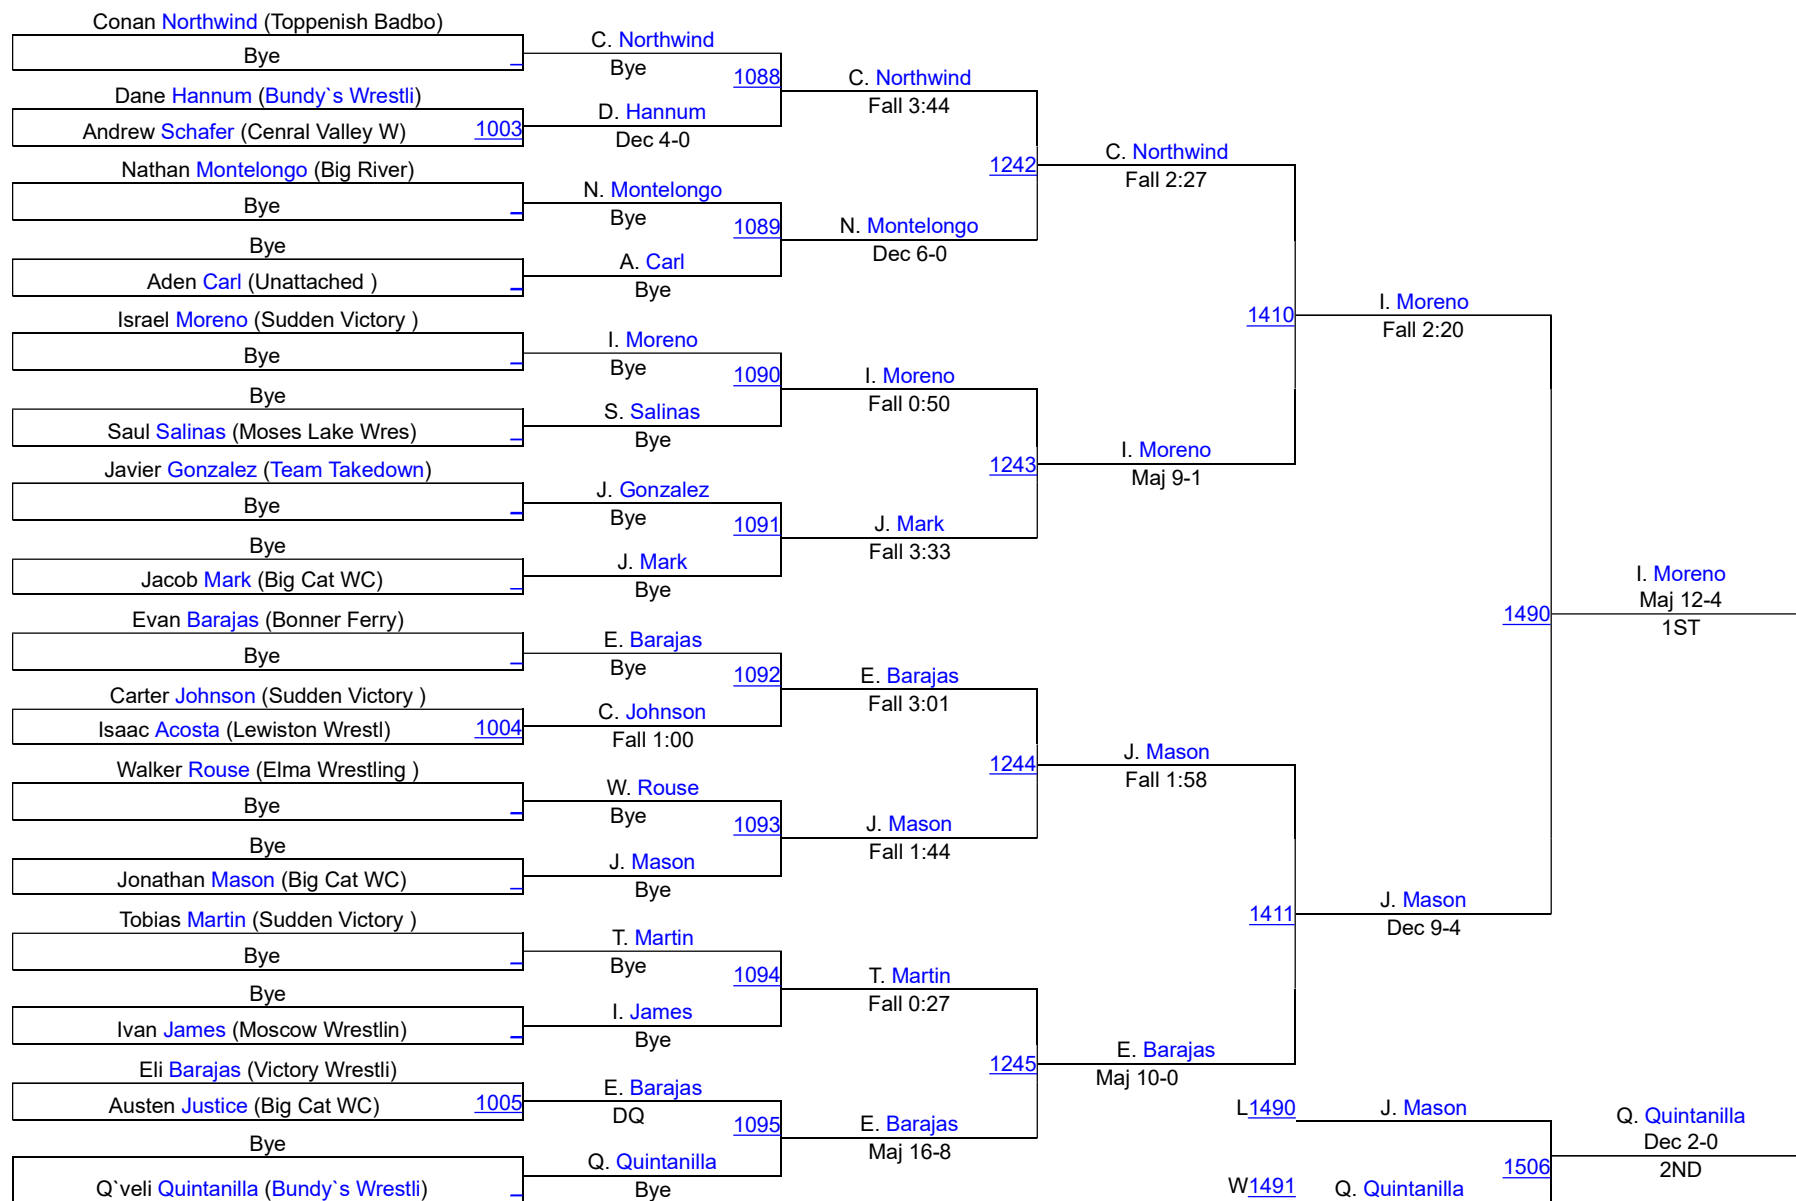 Conan Northwind (Toppenish Badbo)
Bye
Dane Hannum (Bundy`s Wrestli)
Andrew Schafer (Cenral Valley W) 1003
Nathan Montelongo (Big River)
Bye
Bye
Aden Carl (Unattached )
Israel Moreno (Sudden Victory )
Bye
Bye
Saul Salinas (Moses Lake Wres)
Javier Gonzalez (Team Takedown)
Bye
Bye
Jacob Mark (Big Cat WC)
Evan Barajas (Bonner Ferry)
Bye
Carter Johnson (Sudden Victory )
Isaac Acosta (Lewiston Wrestl) 1004
Walker Rouse (Elma Wrestling )
Bye
Bye
Jonathan Mason (Big Cat WC)
Tobias Martin (Sudden Victory )
Bye
Bye
Ivan James (Moscow Wrestlin)
Eli Barajas (Victory Wrestli)
Austen Justice (Big Cat WC) 1005
Bye
Q`veli Quintanilla (Bundy`s Wrestli)
C. Northwind
Bye
1088
D. Hannum
Dec 4-0
N. Montelongo
Bye
1089
A. Carl
Bye
I. Moreno
Bye
1090
S. Salinas
Bye
J. Gonzalez
Bye
1091
J. Mark
Bye
E. Barajas
Bye
1092
C. Johnson
Fall 1:00
W. Rouse
Bye
1093
J. Mason
Bye
T. Martin
Bye
1094
I. James
Bye
E. Barajas
DQ
1095
Q. Quintanilla
Bye
C. Northwind
Fall 3:44
1242
N. Montelongo
Dec 6-0
I. Moreno
Fall 0:50
1243
J. Mark
Fall 3:33
E. Barajas
Fall 3:01
1244
J. Mason
Fall 1:44
T. Martin
Fall 0:27
1245
E. Barajas
Maj 16-8
C. Northwind
Fall 2:27
1410
I. Moreno
Maj 9-1
J. Mason
Fall 1:58
1411
E. Barajas
Maj 10-0
I. Moreno
Fall 2:20
1490
J. Mason
Dec 9-4
I. Moreno
Maj 12-4
1ST
L1490 J. Mason
1506
W1491 Q. Quintanilla
Q. Quintanilla
Dec 2-0
2ND